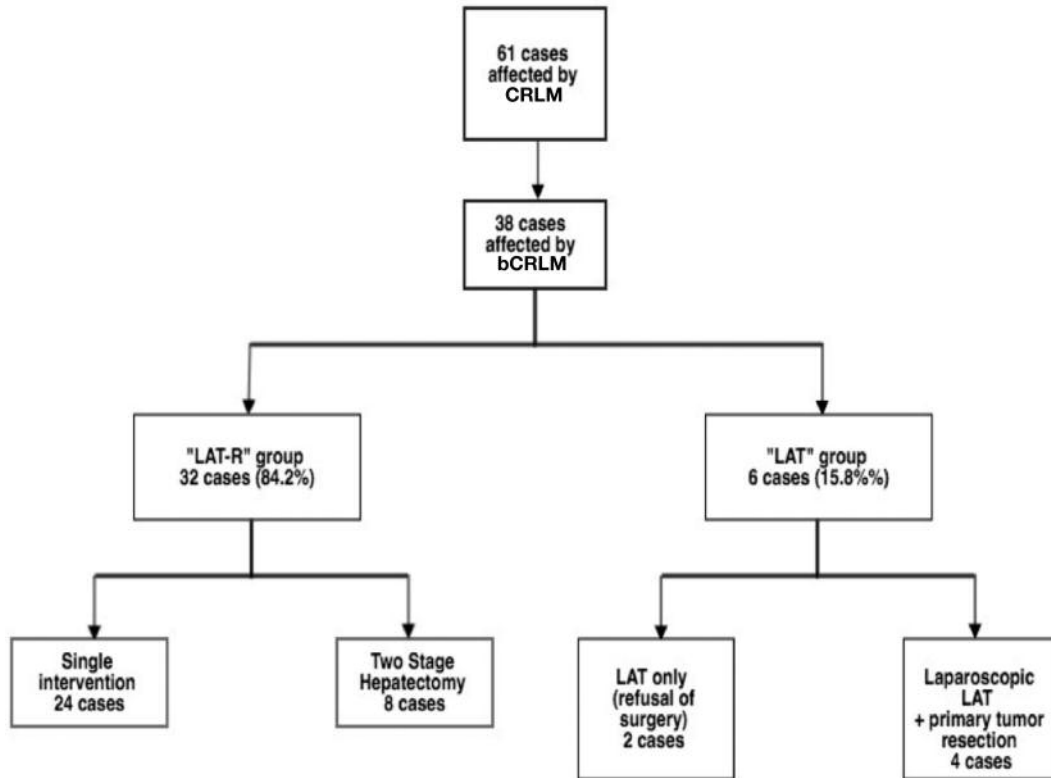 61 cases
affected by
CRLM
38 cases
affected by
bCRLM
"LAT-R" group
32 cases (84.2%)
"LAT" group
6 cases (15.8%%)
Single
intervention
24 cases
Two Stage
Hepatectomy
8 cases
LAT only
(refusal of
surgery)
2 cases
Laparoscopic
LAT
+ primary tumor
resection
4 cases